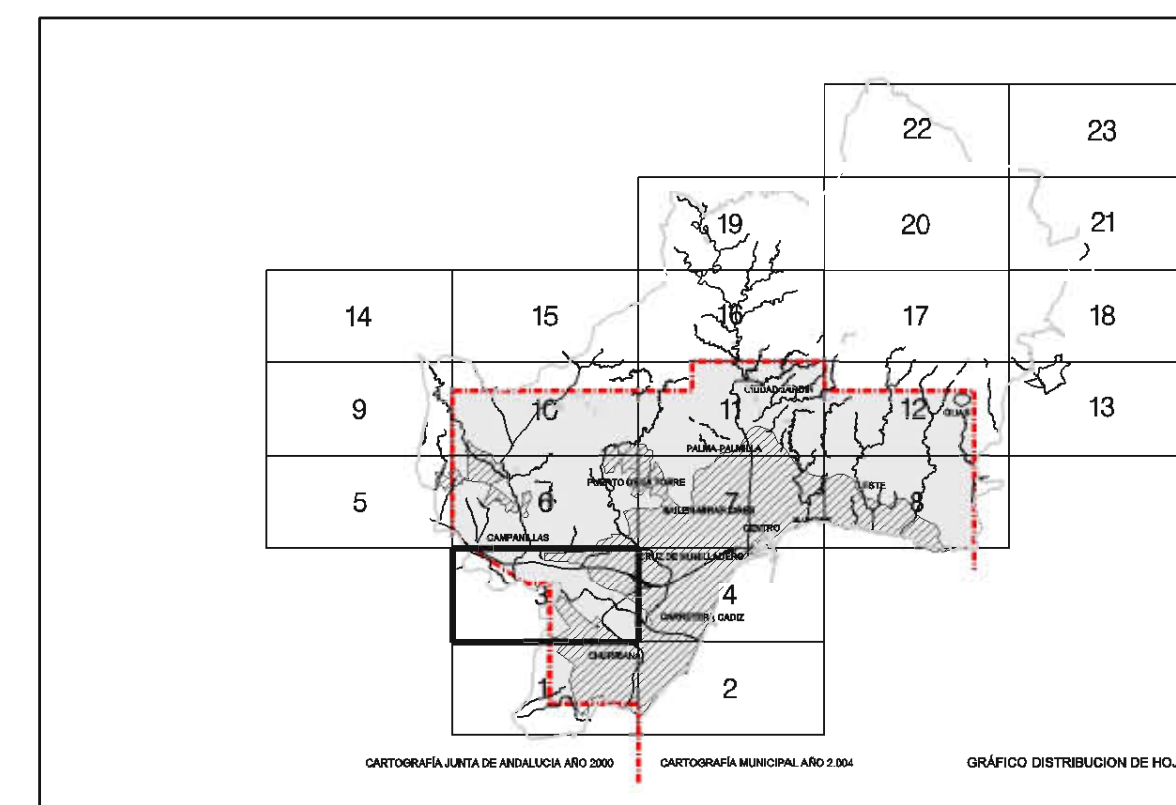 22 23
19 20 21
14 15 16 17 18
CIUDAD JARDIN
9 10 11 12 13
PALMA-PALMILLA
PUERTO DE LA TORRE ESTE
5 6 7 8
CENTRO
CAMPANILLAS
CRUZ DE HUMILLADERO
3 4
CADIZ
CHURRIANA
1 2
CARTOGRAFÍA JUNTA DE ANDALUCIA AÑO 2000 CARTOGRAFÍA MUNICIPAL AÑO 2.004 GRÁFICO DISTRIBUCION DE HOJ